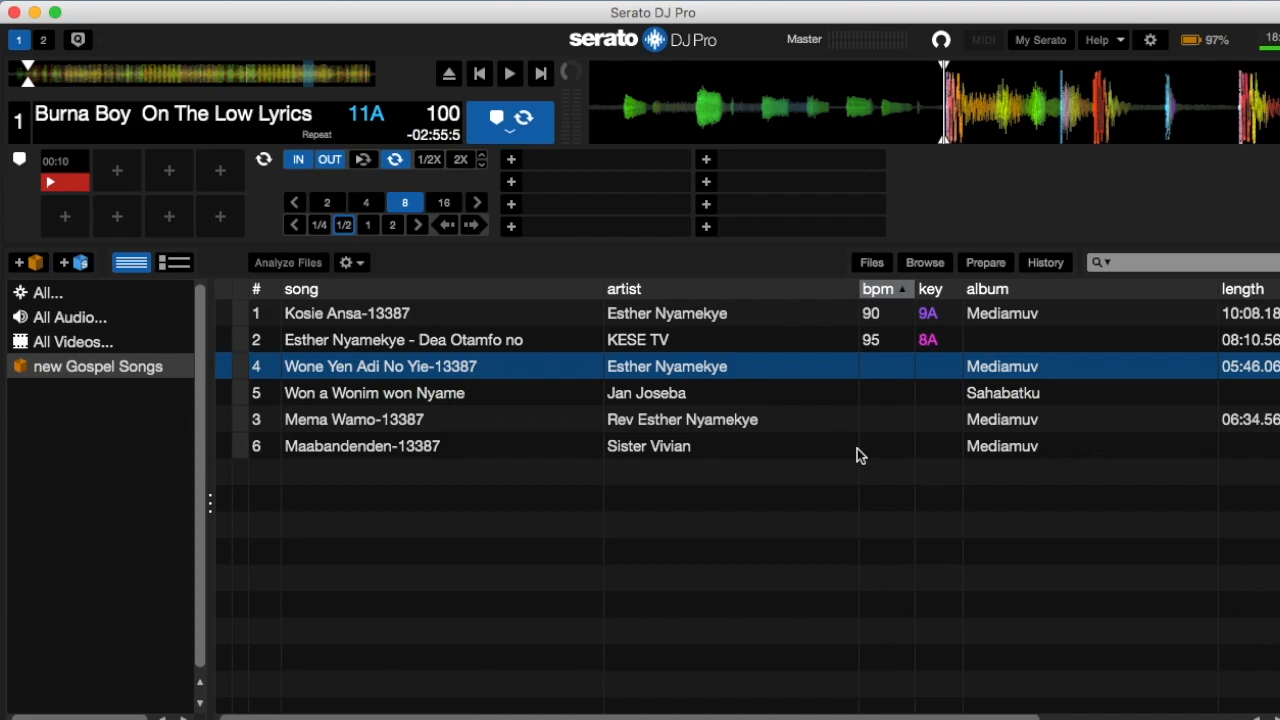 Serato DJ Pro
1 2 serato DJ Pro Master MIDI My Serato Help 97% 18:
1 Burna Boy On The Low Lyrics 11A 100
Repeat -02:55:5
00:10 IN OUT 1/2X 2X
2 4 8 16
1/4 1/2 1 2
Analyze Files Files Browse Prepare History
All...
All Audio...
All Videos...
new Gospel Songs
# song artist bpm key album length
1 Kosie Ansa-13387 Esther Nyamekye 90 9A Mediamuv 10:08.18
2 Esther Nyamekye - Dea Otamfo no KESE TV 95 8A 08:10.56
4 Wone Yen Adi No Yie-13387 Esther Nyamekye Mediamuv 05:46.06
5 Won a Wonim won Nyame Jan Joseba Sahabatku
3 Mema Wamo-13387 Rev Esther Nyamekye Mediamuv 06:34.56
6 Maabandenden-13387 Sister Vivian Mediamuv